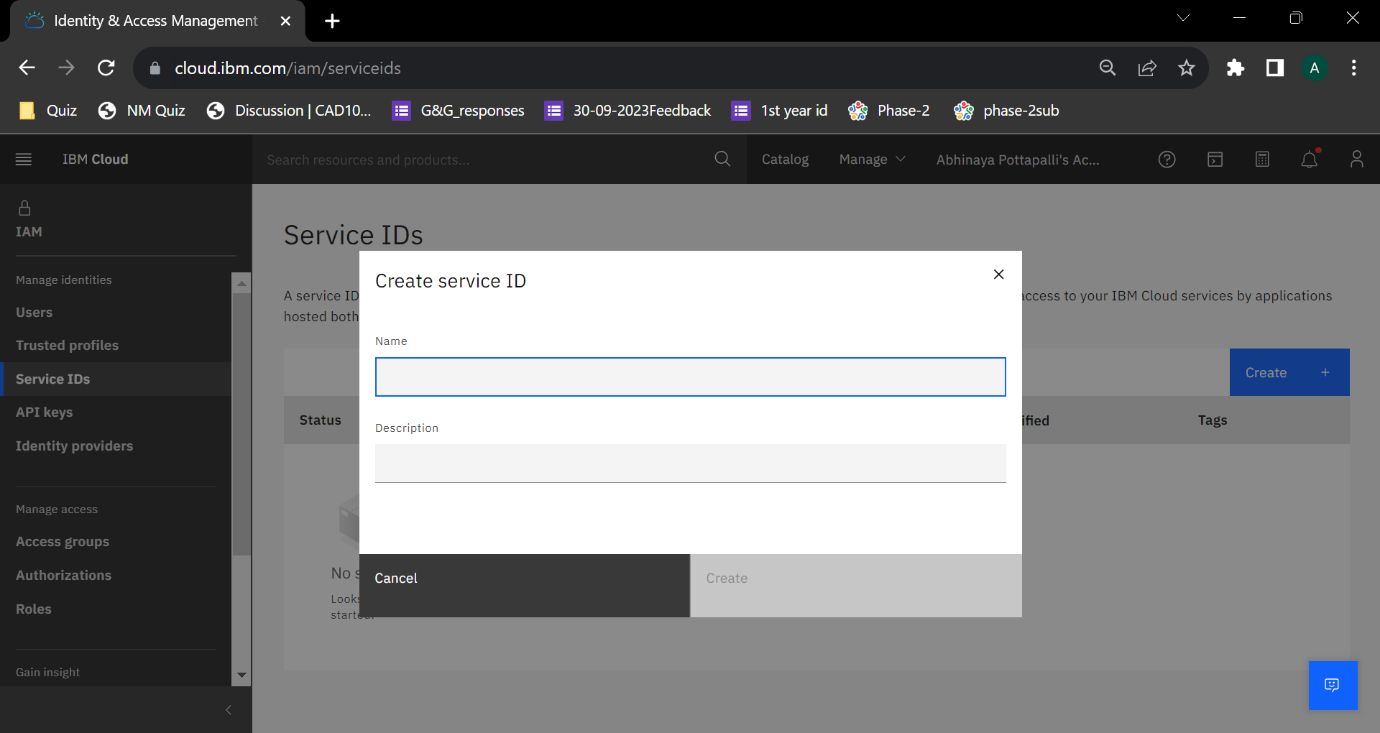 Identity & Access Management
cloud.ibm.com/iam/serviceids
A
Quiz
NM Quiz
Discussion | CAD10...
G&G_responses
30-09-2023Feedback
1st year id
Phase-2
phase-2sub
IBM Cloud
Search resources and products...
Catalog
Manage
Abhinaya Pottapalli's Ac...
IAM
Manage identities
Users
Trusted profiles
Service IDs
API keys
Identity providers
Manage access
Access groups
Authorizations
Roles
Gain insight
Service IDs
A service ID
access to your IBM Cloud services by applications
hosted both
Create +
Status
ified
Tags
No s
Looks
started.
Create service ID
Name
Description
Cancel
Create